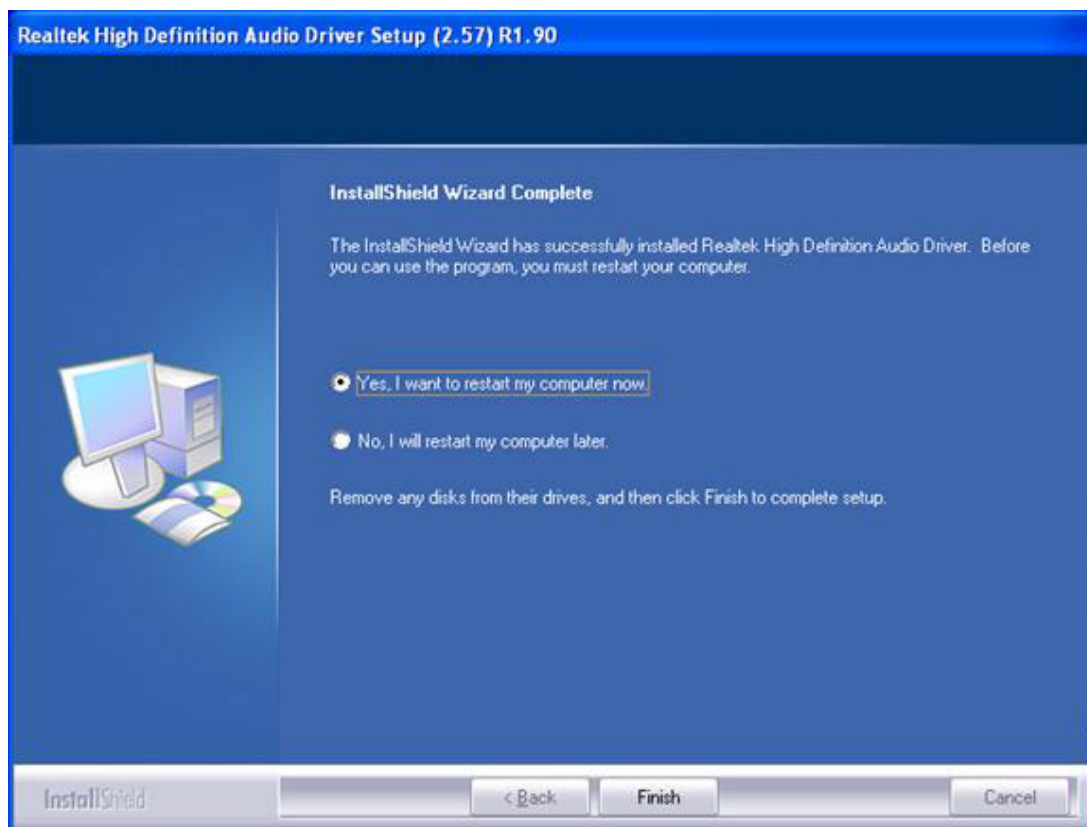 Realtek High Definition Audio Driver Setup (2.57) R1.90
InstallShield Wizard Complete
The InstallShield Wizard has successfully installed Realtek High Definition Audio Driver. Before
you can use the program, you must restart your computer.
Yes, I want to restart my computer now.
No, I will restart my computer later.
Remove any disks from their drives, and then click Finish to complete setup.
InstallShield
< Back
Finish
Cancel